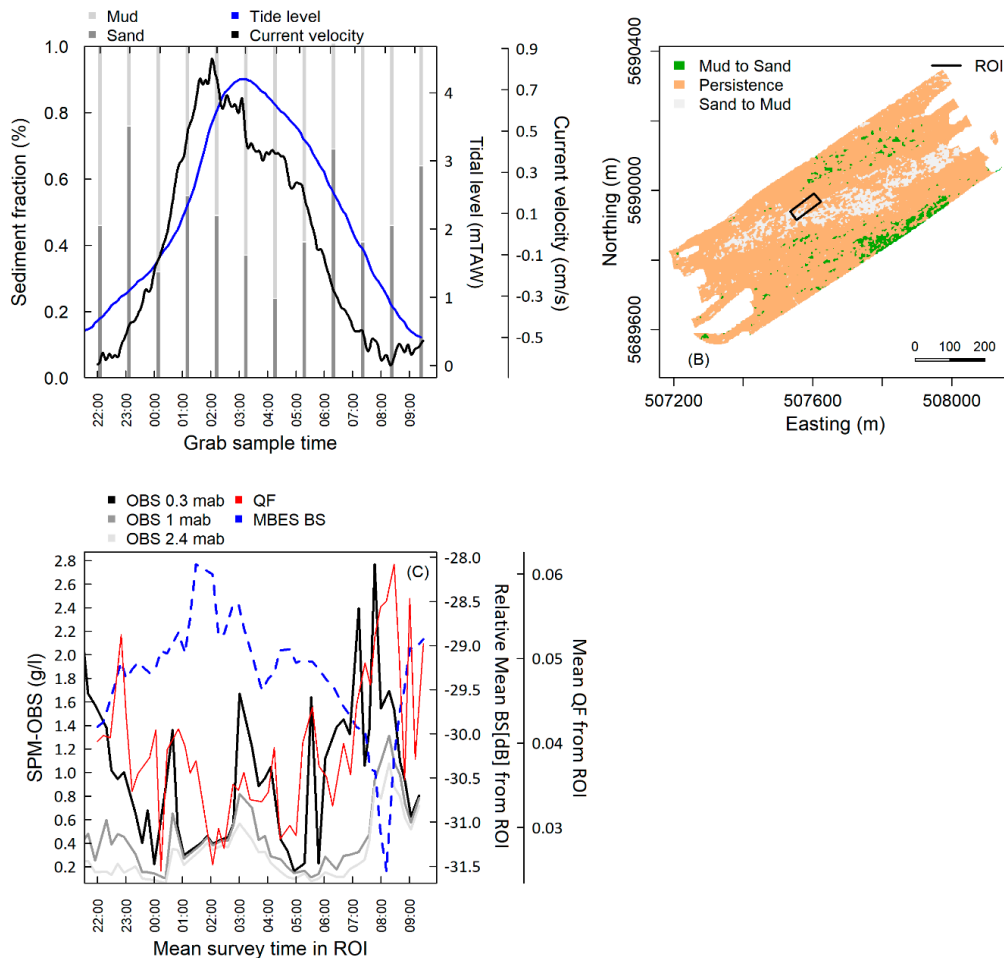 Mud
Sand
Tide level
Current velocity
1.0
0.8
0.6
0.4
0.2
0.0
Sediment fraction (%)
4
3
2
1
0
Tidal level (mTAW)
0.9
0.7
0.5
0.3
0.1
-0.1
-0.3
-0.5
Current velocity (cm/s)
22:00
23:00
00:00
01:00
02:00
03:00
04:00
05:00
06:00
07:00
08:00
09:00
Grab sample time
Mud to Sand
Persistence
Sand to Mud
ROI
5690400
5690000
5689600
Northing (m)
(B)
0 100 200
507200 507600 508000
Easting (m)
OBS 0.3 mab
OBS 1 mab
OBS 2.4 mab
QF
MBES BS
(C)
2.8
2.6
2.4
2.2
2.0
1.8
1.6
1.4
1.2
1.0
0.8
0.6
0.4
0.2
SPM-OBS (g/l)
-28.0
-28.5
-29.0
-29.5
-30.0
-30.5
-31.0
-31.5
Relative Mean BS[dB] from ROI
0.06
0.05
0.04
0.03
Mean QF from ROI
22:00
23:00
00:00
01:00
02:00
03:00
04:00
05:00
06:00
07:00
08:00
09:00
Mean survey time in ROI